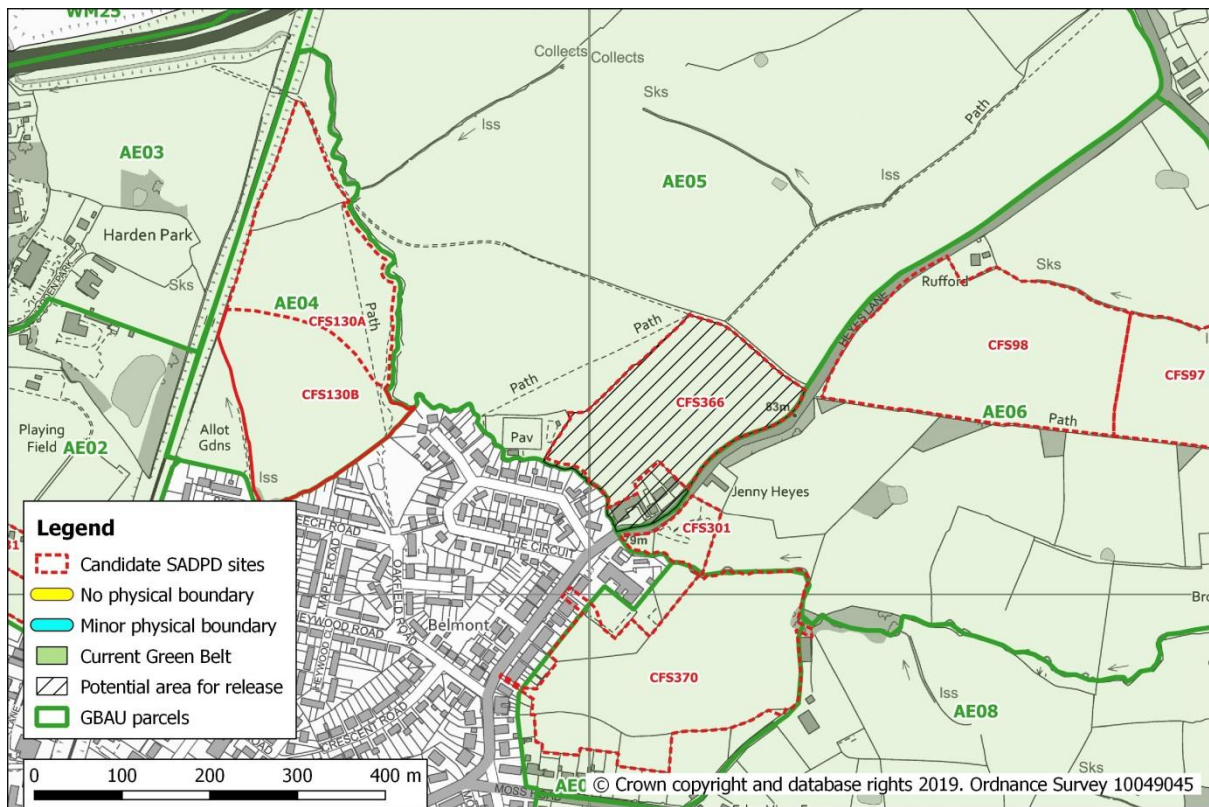 WM25
Collects
Collects
Sks
Iss
Path
AE03
AE05
Iss
Harden Park
Sks
Rufford
Sks
AE04
CFS130A
Path
Path
HEYES LANE
CFS98
CFS97
CFS130B
Path
CFS366
83m
AE06
Path
Playing
Field
AE02
Allot
Gdns
Pav
Iss
Jenny Heyes
CFS301
79m
THE CIRCUIT
MAPLE ROAD
OAKFIELD ROAD
HEYWOOD ROAD
Belmont
CRESCENT ROAD
CFS370
Iss
AE08
Sks
MOSS ROAD
Legend
Candidate SADPD sites
No physical boundary
Minor physical boundary
Current Green Belt
Potential area for release
GBAU parcels
0 100 200 300 400 m
© Crown copyright and database rights 2019. Ordnance Survey 10049045